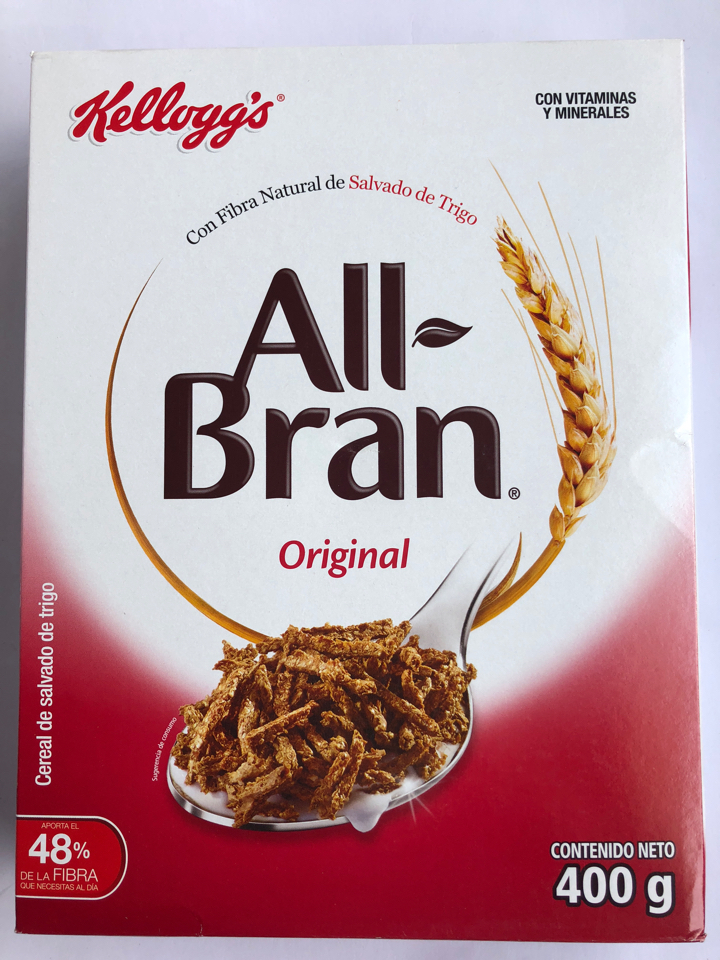 Kellogg's®
CON VITAMINAS
Y MINERALES
Con Fibra Natural de Salvado de Trigo
All-
Bran®
Original
Cereal de salvado de trigo
Sugerencia de consumo
APORTA EL
48%
DE LA FIBRA
QUE NECESITAS AL DÍA
CONTENIDO NETO
400 g